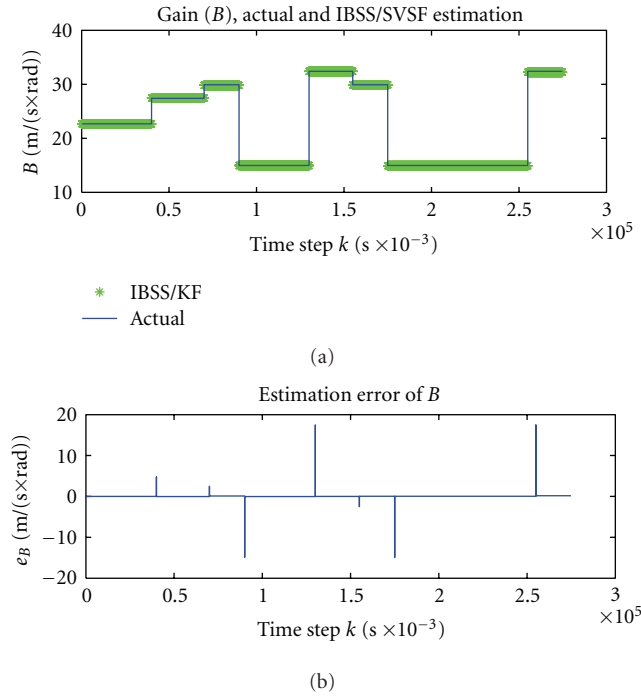 Gain (B), actual and IBSS/SVSF estimation
40
30
20
10
B (m/(s×rad))
0 0.5 1 1.5 2 2.5 3
×10⁵
Time step k (s ×10⁻³)
IBSS/KF
Actual
(a)
Estimation error of B
20
10
0
−10
−20
e_B (m/(s×rad))
0 0.5 1 1.5 2 2.5 3
×10⁵
Time step k (s ×10⁻³)
(b)